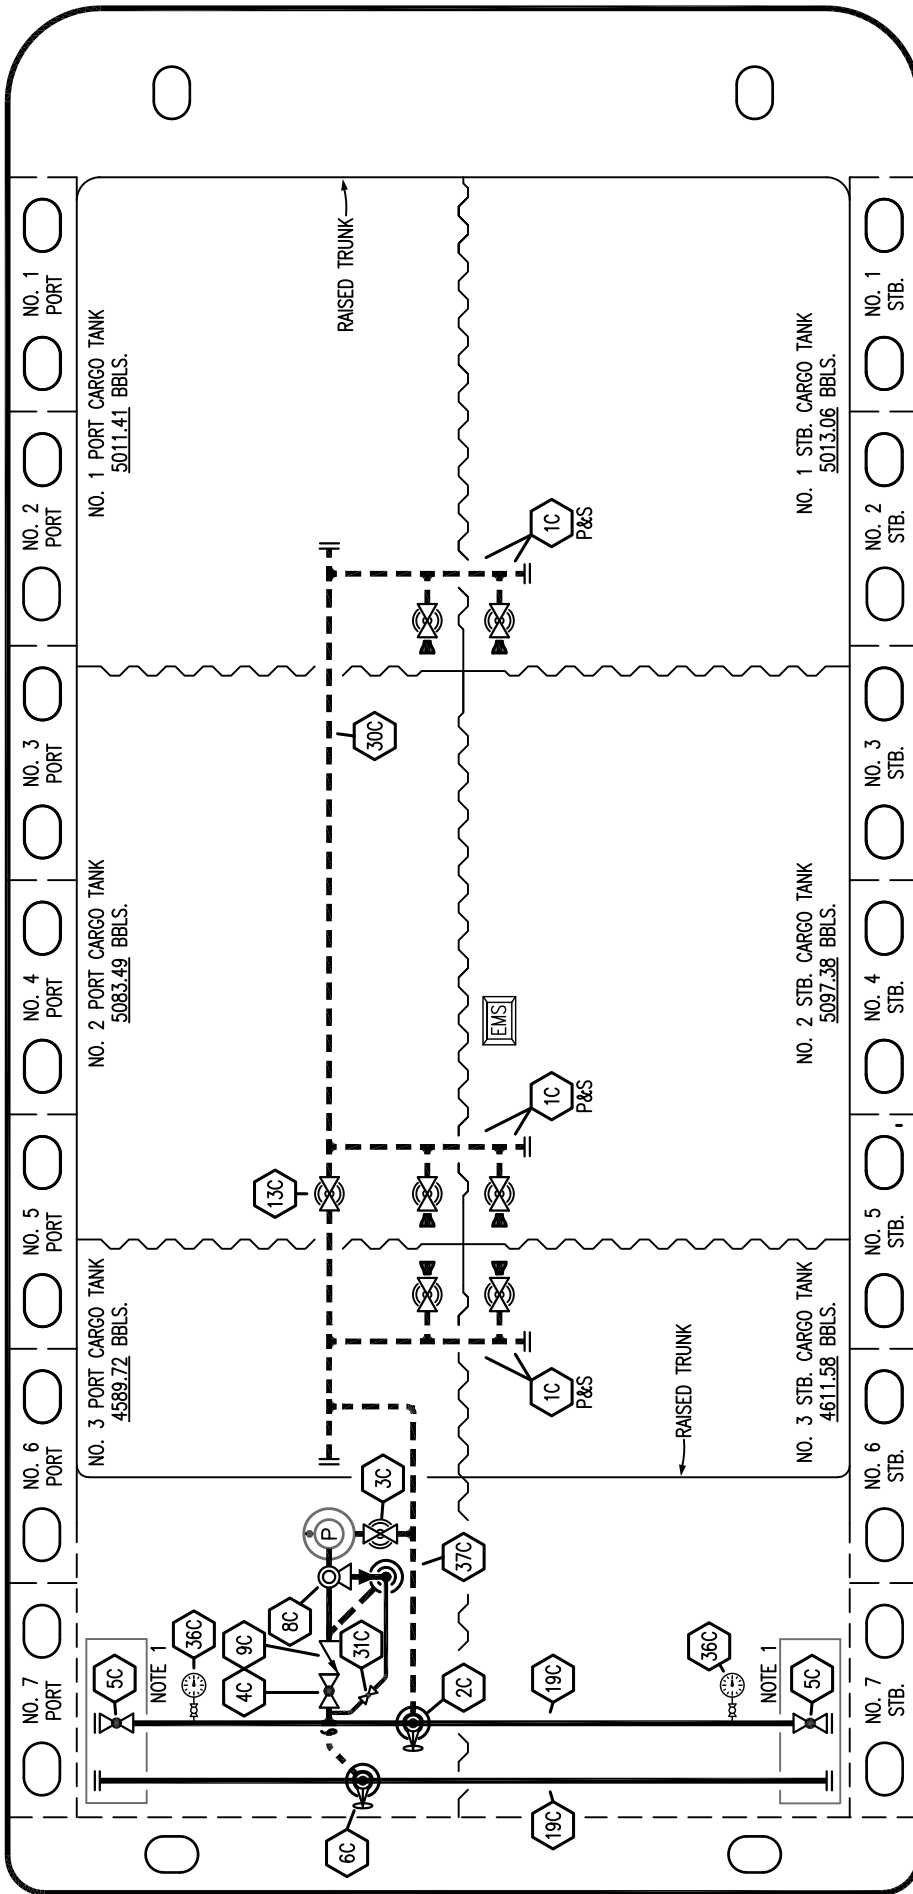 NO. 7
PORT
NO. 6
PORT
NO. 5
PORT
NO. 4
PORT
NO. 3
PORT
NO. 2
PORT
NO. 1
PORT
NO. 3 PORT CARGO TANK
4589.72 BBLS.
NO. 2 PORT CARGO TANK
5083.49 BBLS.
NO. 1 PORT CARGO TANK
5011.41 BBLS.
RAISED TRUNK
5C
NOTE 1
36C
4C
9C
8C
P
3C
31C
2C
37C
6C
19C
19C
13C
30C
1C
P&S
1C
P&S
1C
P&S
EMS
RAISED TRUNK
36C
NOTE 1
5C
NO. 3 STB. CARGO TANK
4611.58 BBLS.
NO. 2 STB. CARGO TANK
5097.38 BBLS.
NO. 1 STB. CARGO TANK
5013.06 BBLS.
NO. 7
STB.
NO. 6
STB.
NO. 5
STB.
NO. 4
STB.
NO. 3
STB.
NO. 2
STB.
NO. 1
STB.